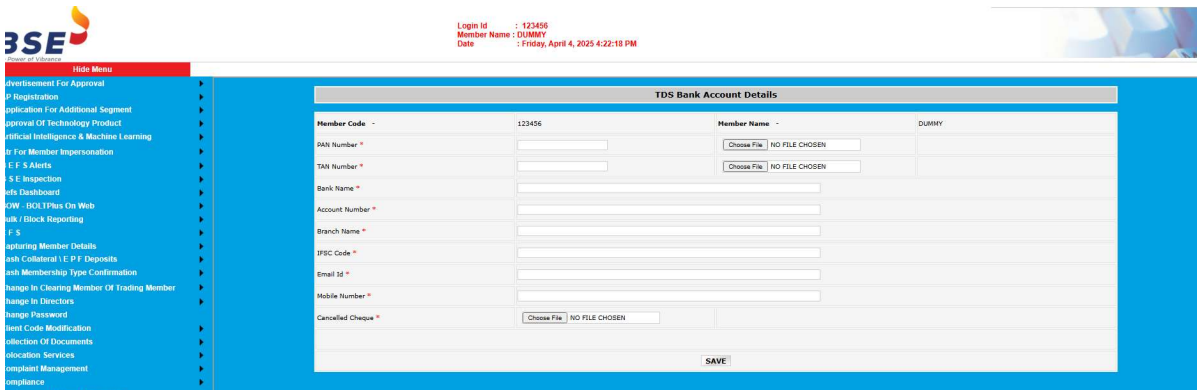 BSE
Power of Vibrance
Login Id : 123456
Member Name : DUMMY
Date : Friday, April 4, 2025 4:22:18 PM
Hide Menu
dvertisement For Approval
P Registration
pplication For Additional Segment
pproval Of Technology Product
rtificial Intelligence & Machine Learning
tr For Member Impersonation
E F S Alerts
S E Inspection
efs Dashboard
OW - BOLTPlus On Web
ulk / Block Reporting
F S
apturing Member Details
ash Collateral \ E P F Deposits
ash Membership Type Confirmation
hange In Clearing Member Of Trading Member
hange In Directors
hange Password
lient Code Modification
ollection Of Documents
olocation Services
omplaint Management
ompliance
TDS Bank Account Details
Member Code - 123456 Member Name - DUMMY
PAN Number * Choose File NO FILE CHOSEN
TAN Number * Choose File NO FILE CHOSEN
Bank Name *
Account Number *
Branch Name *
IFSC Code *
Email Id *
Mobile Number *
Cancelled Cheque * Choose File NO FILE CHOSEN
SAVE